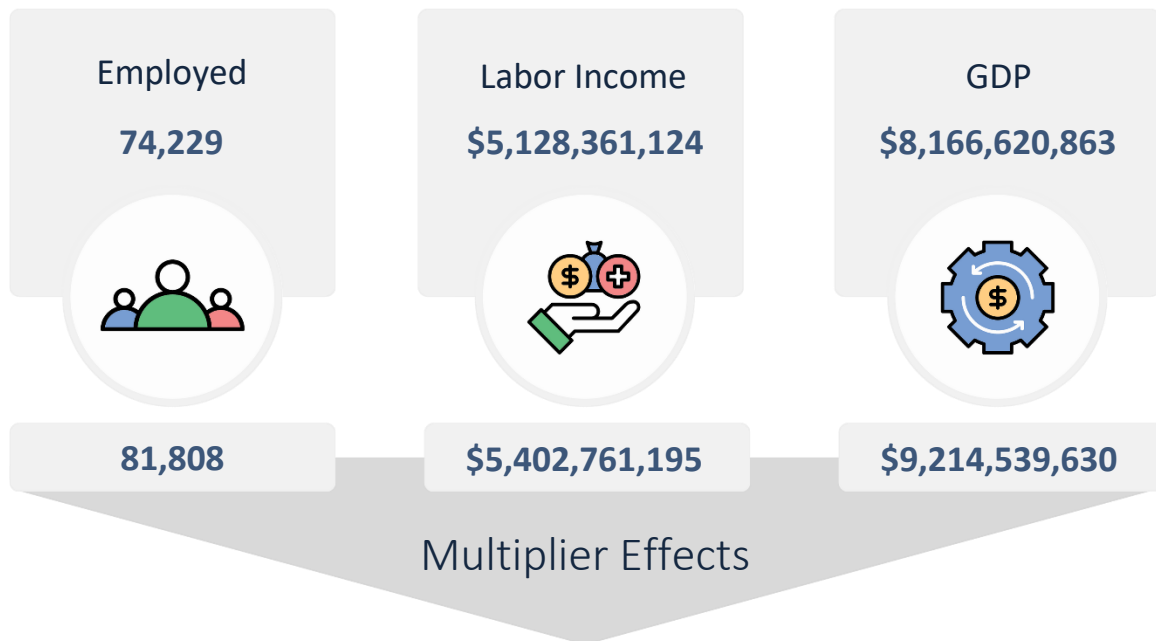 Employed
74,229
Labor Income
$5,128,361,124
GDP
$8,166,620,863
$
$
81,808
$5,402,761,195
$9,214,539,630
Multiplier Effects